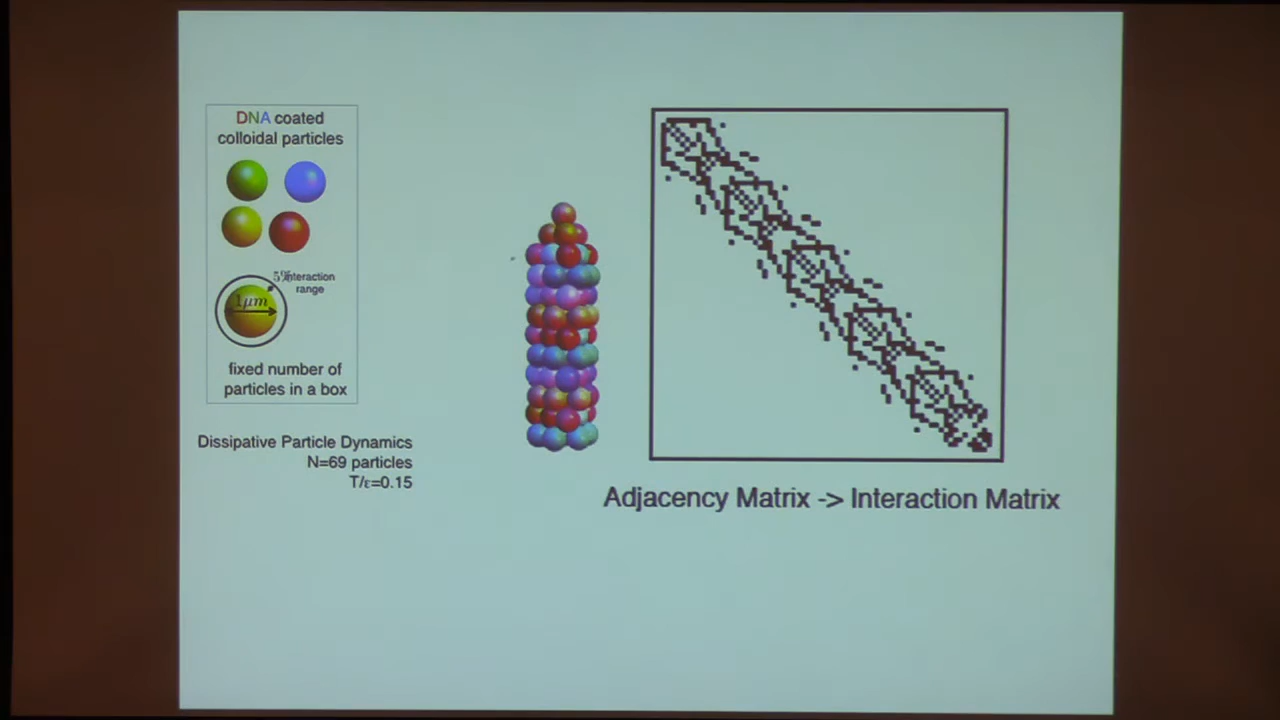 DNA coated
colloidal particles
5% interaction
range
1μm
fixed number of
particles in a box
Dissipative Particle Dynamics
N=69 particles
T/ε=0.15
Adjacency Matrix -> Interaction Matrix